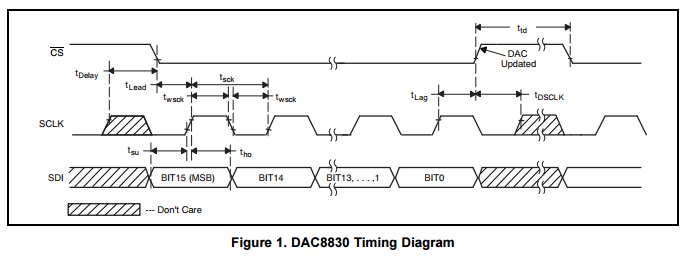 t_td
CS
DAC
Updated
t_Delay
t_Lead
t_sck
t_wsck
t_wsck
t_Lag
t_DSCLK
SCLK
t_su
t_ho
SDI
BIT15 (MSB)
BIT14
BIT13, . . . ,1
BIT0
--- Don't Care
Figure 1. DAC8830 Timing Diagram